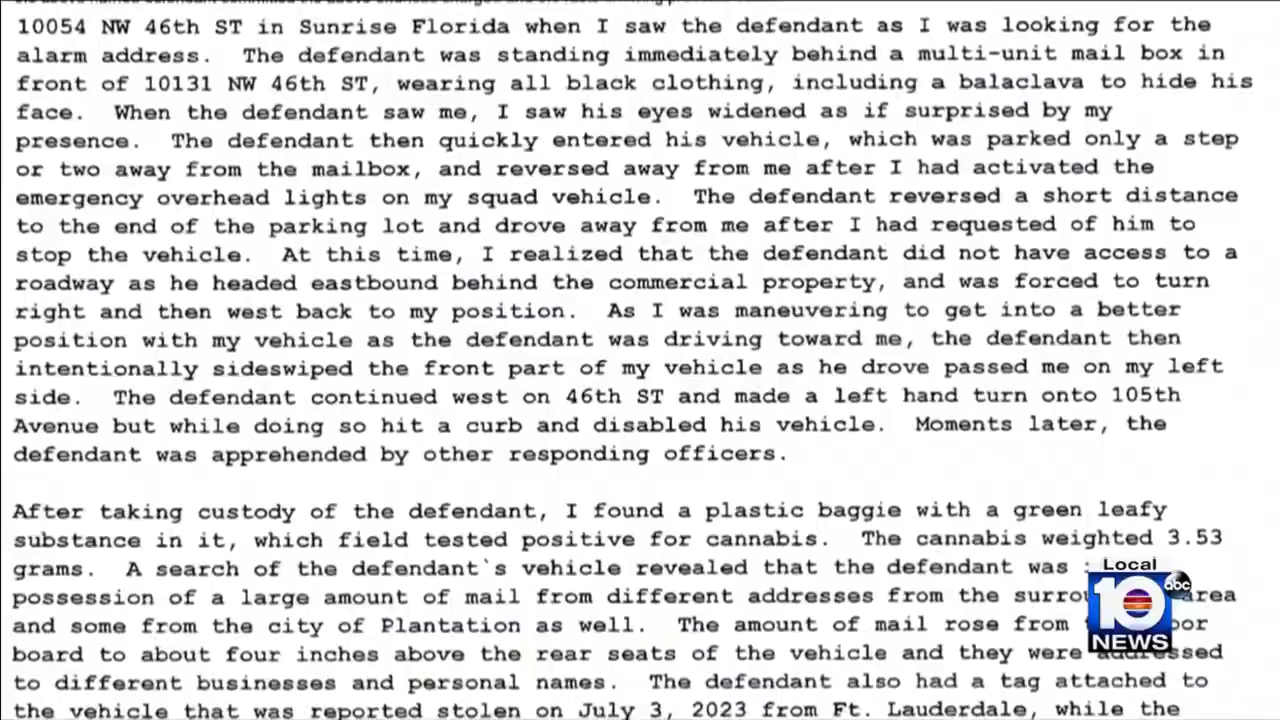 10054 NW 46th ST in Sunrise Florida when I saw the defendant as I was looking for the
alarm address. The defendant was standing immediately behind a multi-unit mail box in
front of 10131 NW 46th ST, wearing all black clothing, including a balaclava to hide his
face. When the defendant saw me, I saw his eyes widened as if surprised by my
presence. The defendant then quickly entered his vehicle, which was parked only a step
or two away from the mailbox, and reversed away from me after I had activated the
emergency overhead lights on my squad vehicle. The defendant reversed a short distance
to the end of the parking lot and drove away from me after I had requested of him to
stop the vehicle. At this time, I realized that the defendant did not have access to a
roadway as he headed eastbound behind the commercial property, and was forced to turn
right and then west back to my position. As I was maneuvering to get into a better
position with my vehicle as the defendant was driving toward me, the defendant then
intentionally sideswiped the front part of my vehicle as he drove passed me on my left
side. The defendant continued west on 46th ST and made a left hand turn onto 105th
Avenue but while doing so hit a curb and disabled his vehicle. Moments later, the
defendant was apprehended by other responding officers.
After taking custody of the defendant, I found a plastic baggie with a green leafy
substance in it, which field tested positive for cannabis. The cannabis weighted 3.53
grams. A search of the defendant`s vehicle revealed that the defendant was
possession of a large amount of mail from different addresses from the area
and some from the city of Plantation as well. The amount of mail rose from
board to about four inches above the rear seats of the vehicle and they were addressed
to different businesses and personal names. The defendant also had a tag attached to
the vehicle that was reported stolen on July 3, 2023 from Ft. Lauderdale, while the
Local
10
abc
NEWS